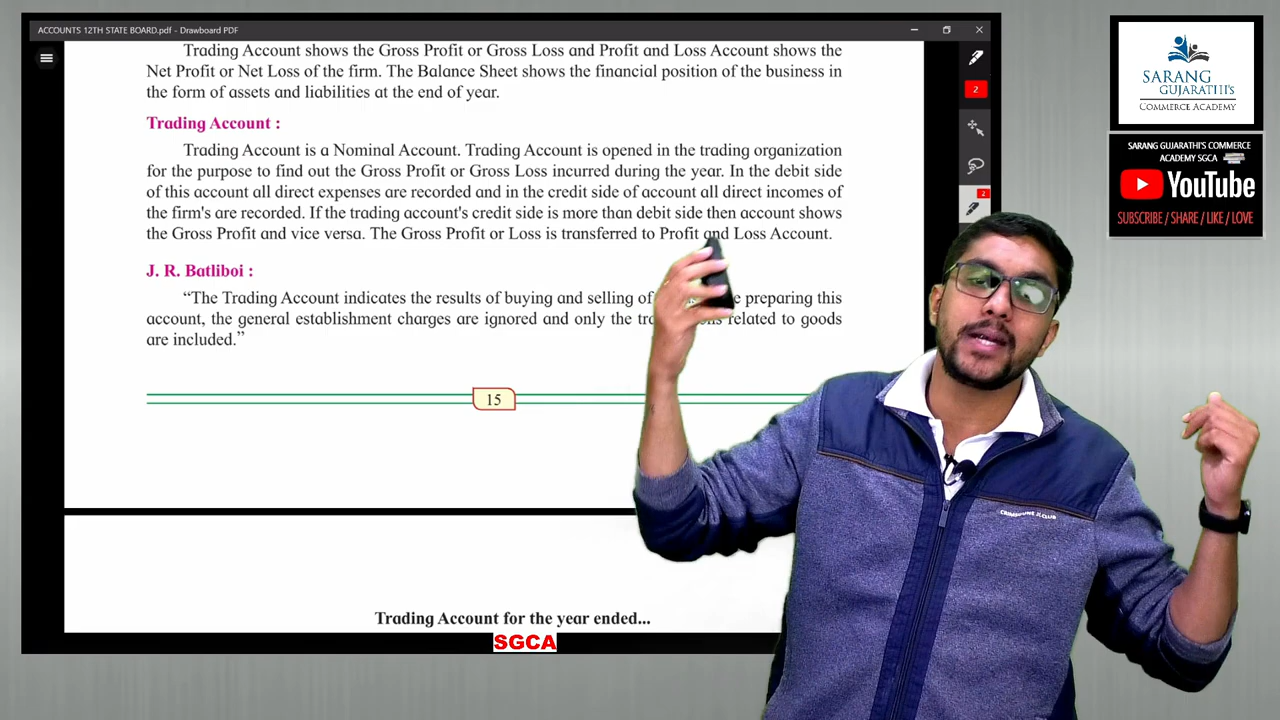 ACCOUNTS 12TH STATE BOARD.pdf - Drawboard PDF
Trading Account shows the Gross Profit or Gross Loss and Profit and Loss Account shows the
Net Profit or Net Loss of the firm. The Balance Sheet shows the financial position of the business in
the form of assets and liabilities at the end of year.
Trading Account :
Trading Account is a Nominal Account. Trading Account is opened in the trading organization
for the purpose to find out the Gross Profit or Gross Loss incurred during the year. In the debit side
of this account all direct expenses are recorded and in the credit side of account all direct incomes of
the firm's are recorded. If the trading account's credit side is more than debit side then account shows
the Gross Profit and vice versa. The Gross Profit or Loss is transferred to Profit and Loss Account.
J. R. Batliboi :
“The Trading Account indicates the results of buying and selling of preparing this
account, the general establishment charges are ignored and only the related to goods
are included.”
15
Trading Account for the year ended...
SGCA
2
2
SARANG
GUJARATHI'S
COMMERCE ACADEMY
SARANG GUJARATHI'S COMMERCE
ACADEMY SGCA
YouTube
SUBSCRIBE / SHARE / LIKE / LOVE